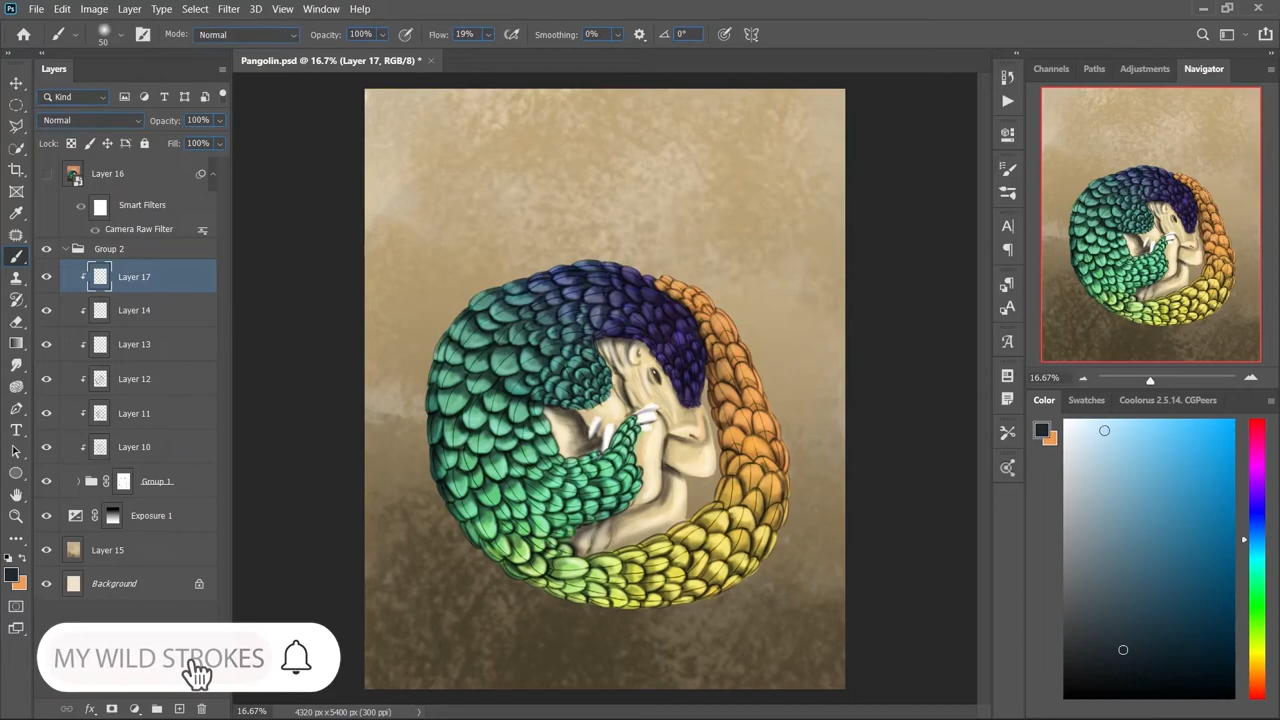 Ps File Edit Image Layer Type Select Filter 3D View Window Help
50 Mode: Normal Opacity: 100% Flow: 19% Smoothing: 0% 0°
Layers
Pangolin.psd @ 16.7% (Layer 17, RGB/8) *
Channels Paths Adjustments Navigator
Kind
Normal Opacity: 100%
Lock: Fill: 100%
Layer 16
Smart Filters
Camera Raw Filter
Group 2
Layer 17
Layer 14
Layer 13
Layer 12
Layer 11
Layer 10
Group 1
Exposure 1
Layer 15
Background
16.67%
Color Swatches Coolorus 2.5.14. CGPeers
MY WILD STROKES
16.67% 4320 px x 5400 px (300 ppi)